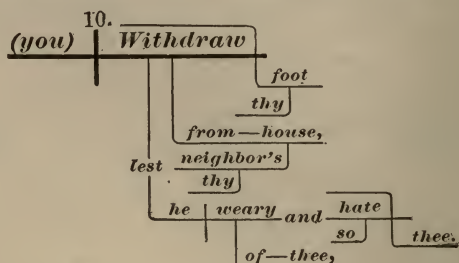 10.
(you) Withdraw
foot
thy
from—house,
neighbor's
lest
thy
he weary and hate
so thee.
of—thee,